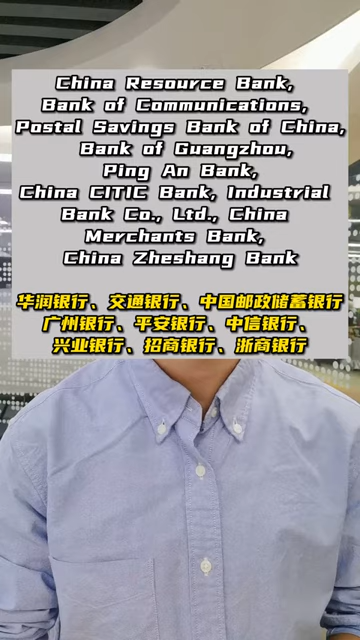 China Resource Bank,
Bank of Communications,
Postal Savings Bank of China,
Bank of Guangzhou,
Ping An Bank,
China CITIC Bank, Industrial
Bank Co., Ltd., China
Merchants Bank,
China Zheshang Bank
华润银行、交通银行、中国邮政储蓄银行
广州银行、平安银行、中信银行、
兴业银行、招商银行、浙商银行